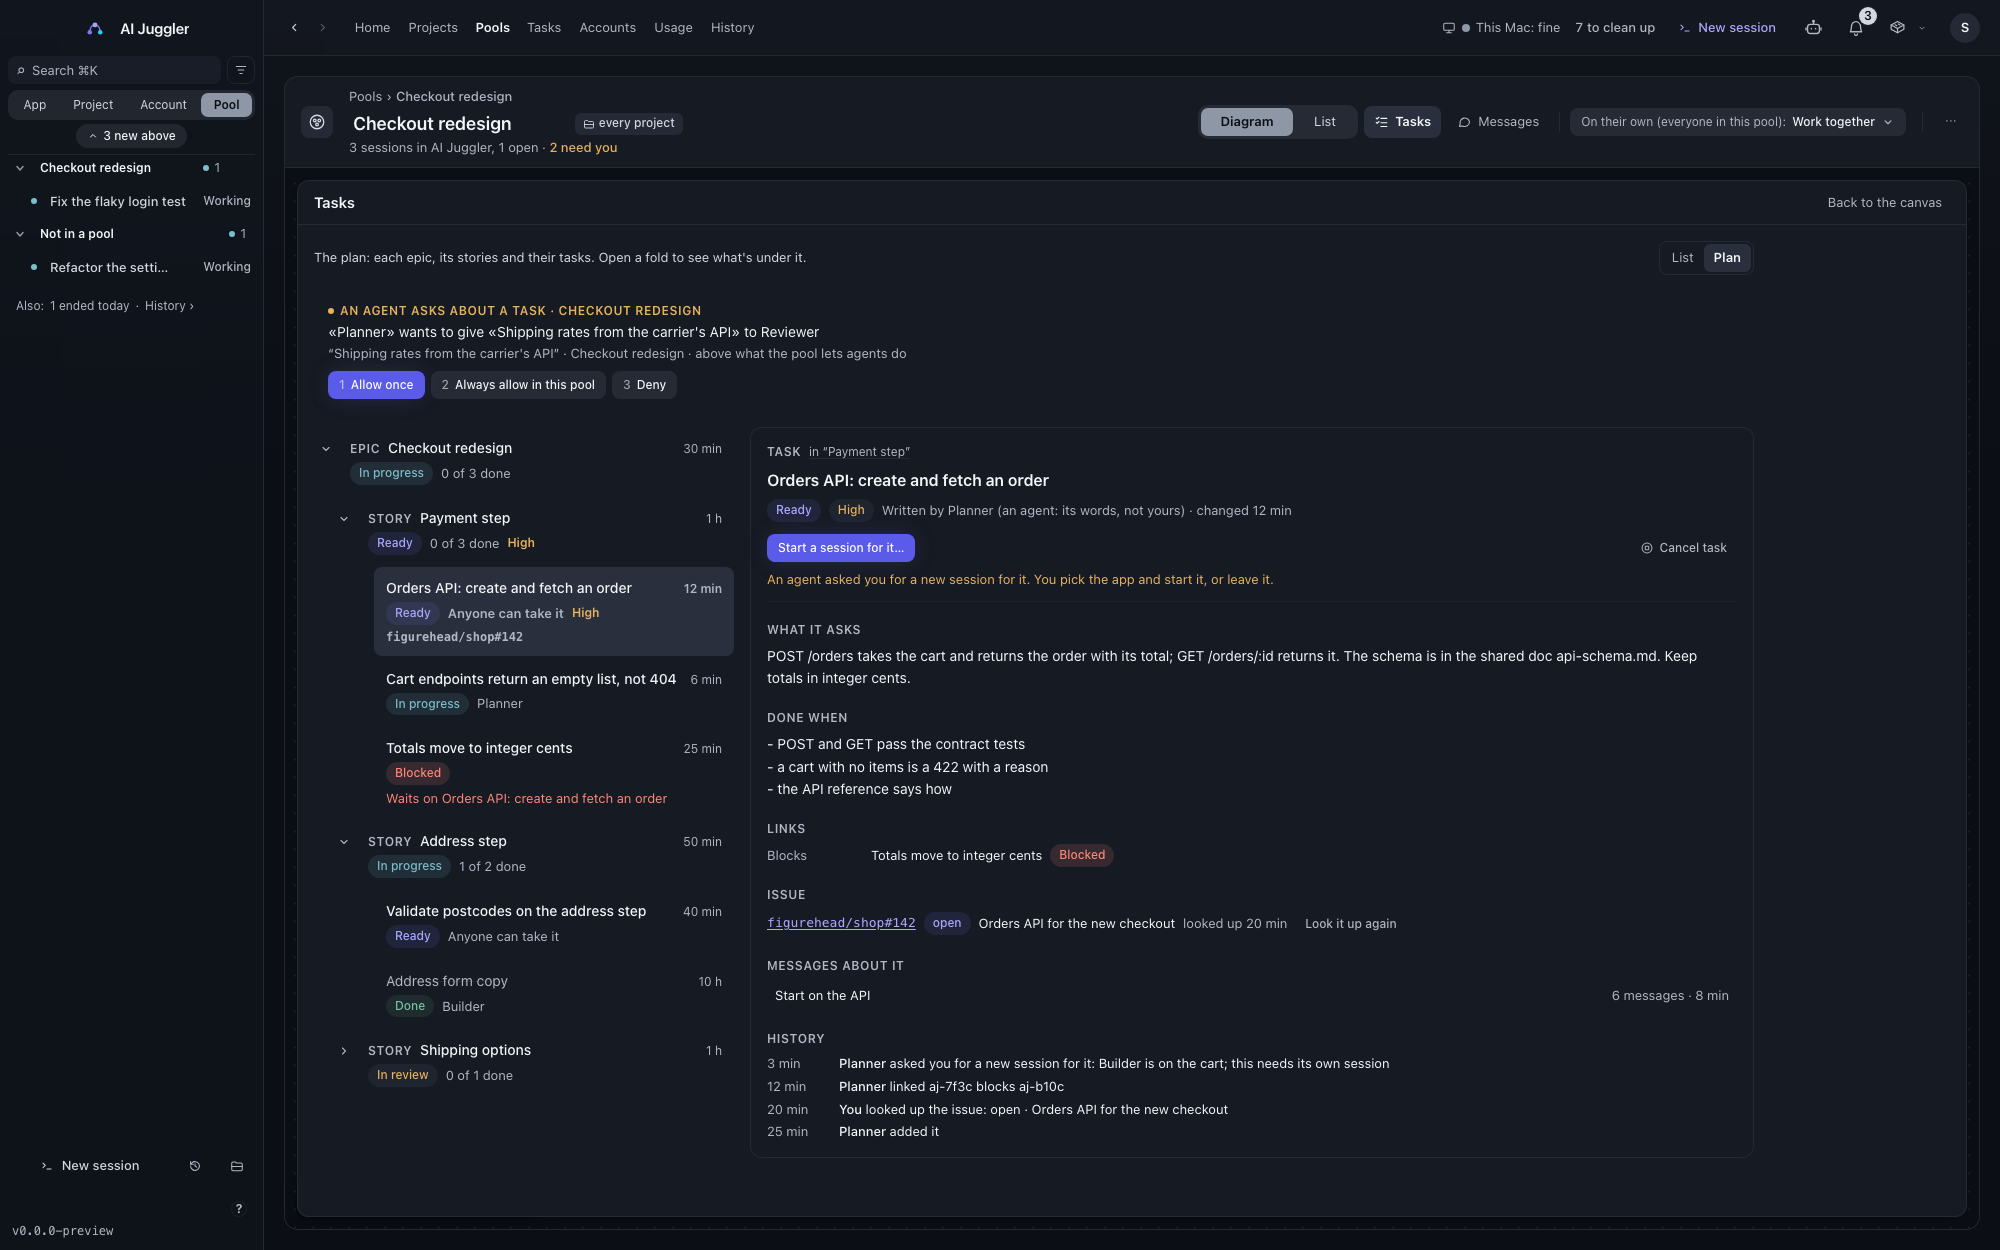 AI Juggler
Search ⌘K
App Project Account Pool
3 new above
Checkout redesign 1
Fix the flaky login test Working
Not in a pool 1
Refactor the setti... Working
Also: 1 ended today · History ›
New session
?
v0.0.0-preview
Home Projects Pools Tasks Accounts Usage History
This Mac: fine 7 to clean up New session 3 S
Pools › Checkout redesign
Checkout redesign every project
3 sessions in AI Juggler, 1 open · 2 need you
Diagram List Tasks Messages On their own (everyone in this pool): Work together ...
Tasks Back to the canvas
The plan: each epic, its stories and their tasks. Open a fold to see what's under it. List Plan
AN AGENT ASKS ABOUT A TASK · CHECKOUT REDESIGN
«Planner» wants to give «Shipping rates from the carrier's API» to Reviewer
“Shipping rates from the carrier's API” · Checkout redesign · above what the pool lets agents do
1 Allow once 2 Always allow in this pool 3 Deny
EPIC Checkout redesign 30 min
In progress 0 of 3 done
STORY Payment step 1 h
Ready 0 of 3 done High
Orders API: create and fetch an order 12 min
Ready Anyone can take it High
figurehead/shop#142
Cart endpoints return an empty list, not 404 6 min
In progress Planner
Totals move to integer cents 25 min
Blocked
Waits on Orders API: create and fetch an order
STORY Address step 50 min
In progress 1 of 2 done
Validate postcodes on the address step 40 min
Ready Anyone can take it
Address form copy 10 h
Done Builder
STORY Shipping options 1 h
In review 0 of 1 done
TASK in “Payment step”
Orders API: create and fetch an order
Ready High Written by Planner (an agent: its words, not yours) · changed 12 min
Start a session for it... Cancel task
An agent asked you for a new session for it. You pick the app and start it, or leave it.
WHAT IT ASKS
POST /orders takes the cart and returns the order with its total; GET /orders/:id returns it. The schema is in the shared doc api-schema.md. Keep
totals in integer cents.
DONE WHEN
- POST and GET pass the contract tests
- a cart with no items is a 422 with a reason
- the API reference says how
LINKS
Blocks Totals move to integer cents Blocked
ISSUE
figurehead/shop#142 open Orders API for the new checkout looked up 20 min Look it up again
MESSAGES ABOUT IT
Start on the API 6 messages · 8 min
HISTORY
3 min Planner asked you for a new session for it: Builder is on the cart; this needs its own session
12 min Planner linked aj-7f3c blocks aj-b10c
20 min You looked up the issue: open · Orders API for the new checkout
25 min Planner added it